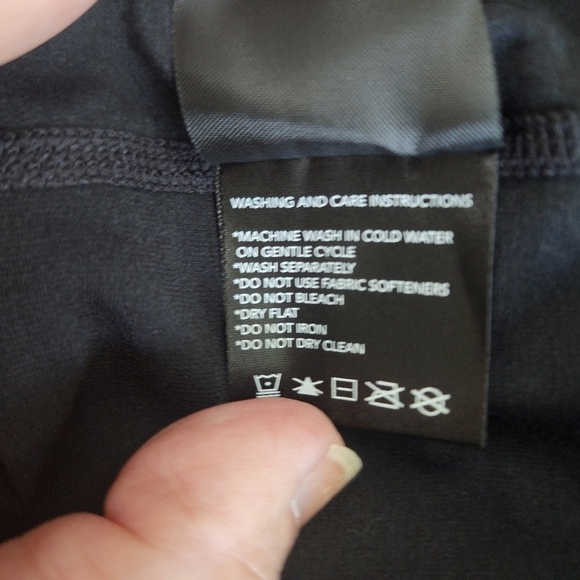 WASHING AND CARE INSTRUCTIONS
*MACHINE WASH IN COLD WATER
ON GENTLE CYCLE
*WASH SEPARATELY
*DO NOT USE FABRIC SOFTENERS
*DO NOT BLEACH
*DRY FLAT
*DO NOT IRON
*DO NOT DRY CLEAN